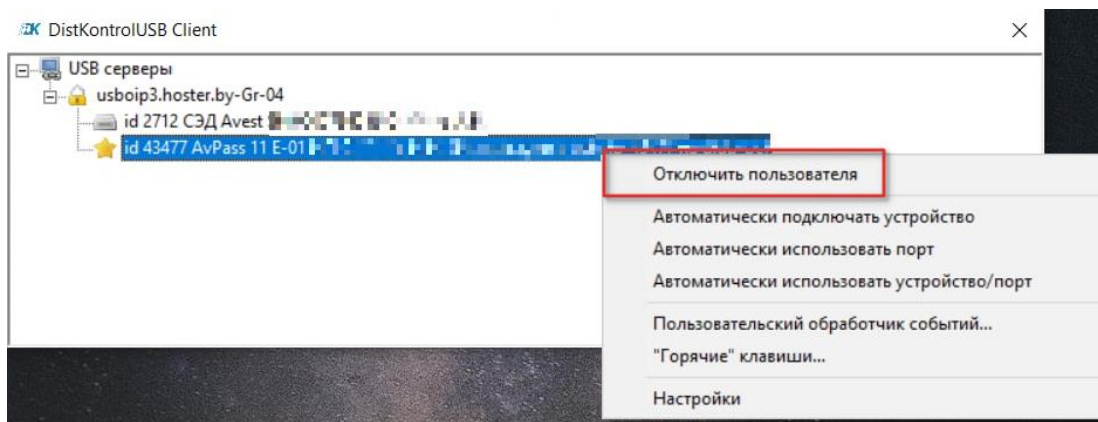 DistKontrolUSB Client
USB серверы
usboip3.hoster.by-Gr-04
id 2712 СЭД Avest
id 43477 AvPass 11 E-01
Отключить пользователя
Автоматически подключать устройство
Автоматически использовать порт
Автоматически использовать устройство/порт
Пользовательский обработчик событий...
"Горячие" клавиши...
Настройки